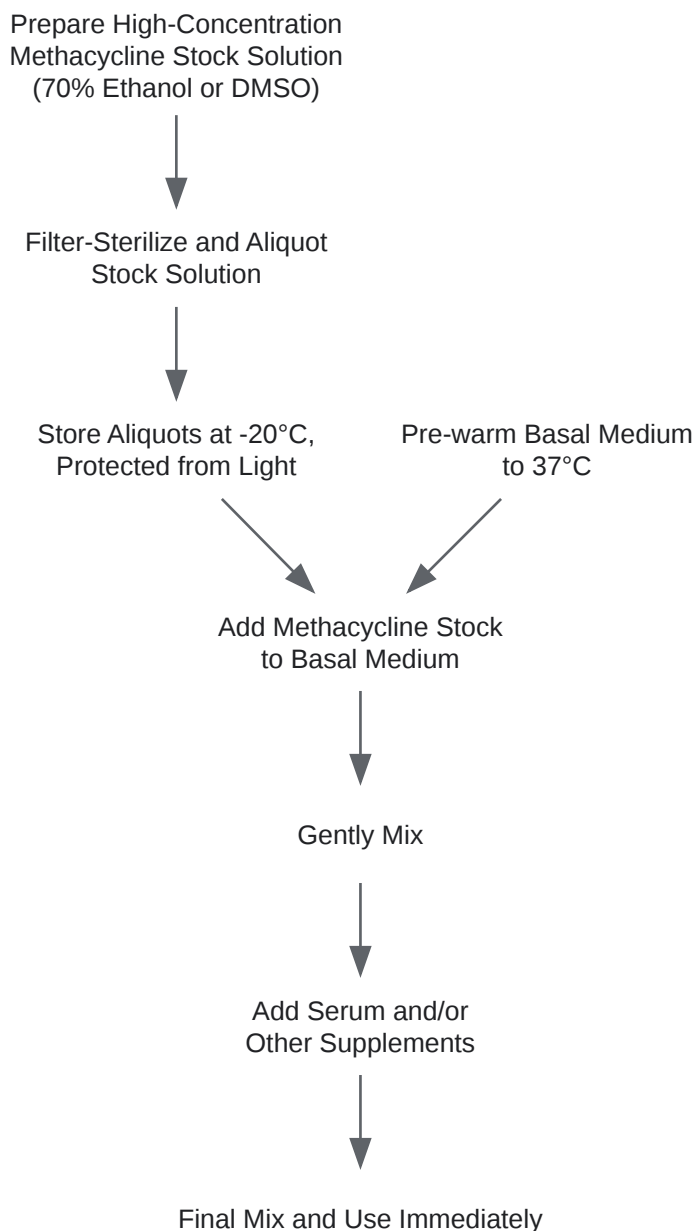 Prepare High-Concentration
Methacycline Stock Solution
(70% Ethanol or DMSO)
Filter-Sterilize and Aliquot
Stock Solution
Store Aliquots at -20°C,
Protected from Light
Pre-warm Basal Medium
to 37°C
Add Methacycline Stock
to Basal Medium
Gently Mix
Add Serum and/or
Other Supplements
Final Mix and Use Immediately